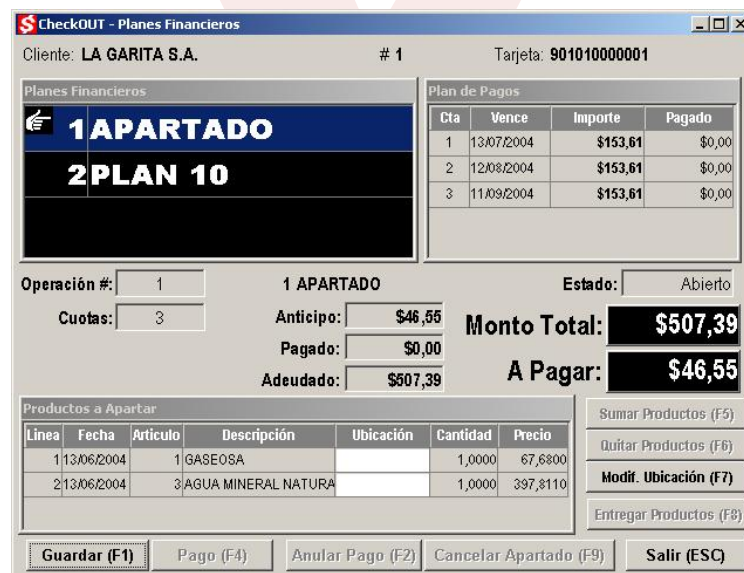 CheckOUT - Planes Financieros
Cliente: LA GARITA S.A. # 1 Tarjeta: 901010000001
Planes Financieros
1 APARTADO
2 PLAN 10
Plan de Pagos
Cta Vence Importe Pagado
1 13/07/2004 $153,61 $0,00
2 12/08/2004 $153,61 $0,00
3 11/09/2004 $153,61 $0,00
Operación #: 1 1 APARTADO Estado: Abierto
Cuotas: 3 Anticipo: $46,55 Monto Total: $507,39
Pagado: $0,00
Adeudado: $507,39 A Pagar: $46,55
Productos a Apartar
Linea Fecha Articulo Descripción Ubicación Cantidad Precio
1 13/06/2004 1 GASEOSA 1,0000 67,6800
2 13/06/2004 3 AGUA MINERAL NATURA 1,0000 397,8110
Sumar Productos (F5)
Quitar Productos (F6)
Modif. Ubicación (F7)
Entregar Productos (F8)
Guardar (F1) Pago (F4) Anular Pago (F2) Cancelar Apartado (F9) Salir (ESC)